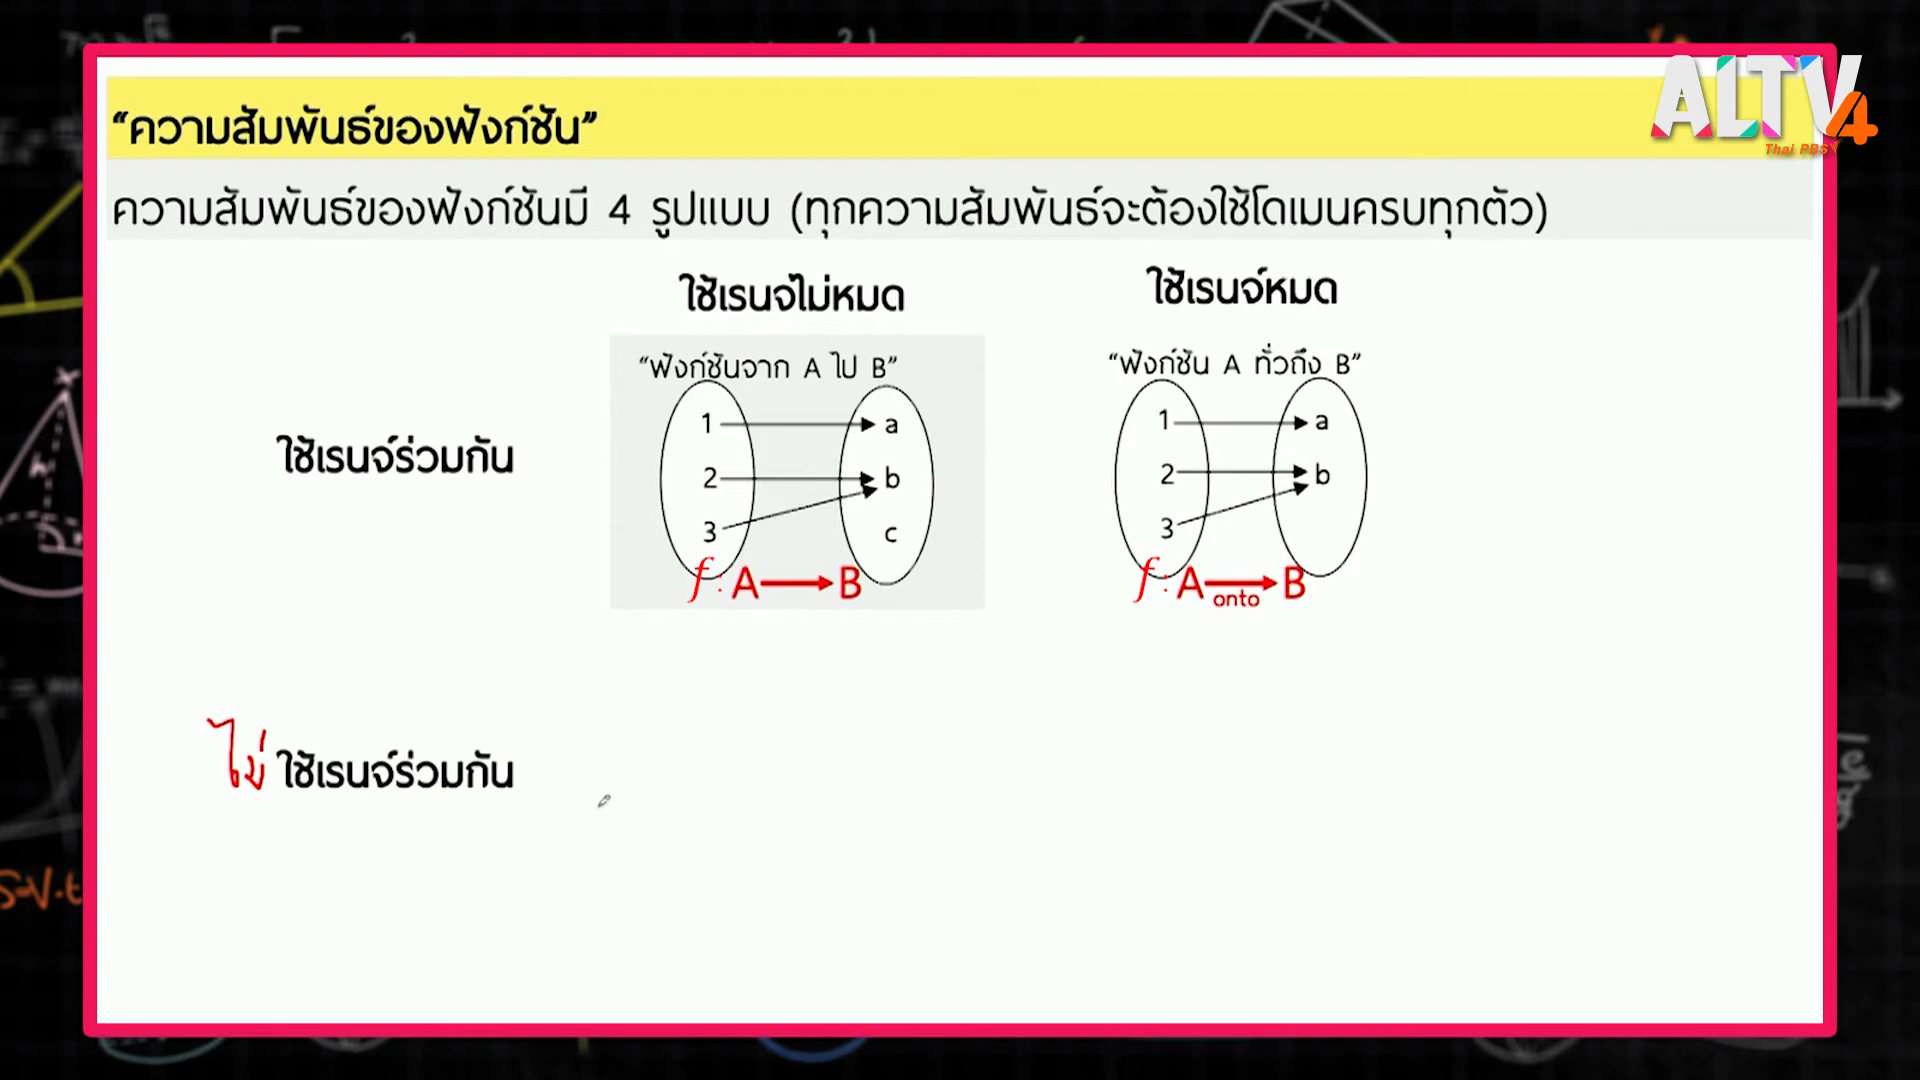 ALTV4
Thai PBS
“ความสัมพันธ์ของฟังก์ชัน”
ความสัมพันธ์ของฟังก์ชันมี 4 รูปแบบ (ทุกความสัมพันธ์จะต้องใช้โดเมนครบทุกตัว)
ใช้เรนจ์ไม่หมด
ใช้เรนจ์หมด
ใช้เรนจ์ร่วมกัน
“ฟังก์ชันจาก A ไป B”
1 a
2 b
3 c
f: A → B
“ฟังก์ชัน A ทั่วถึง B”
1 a
2 b
3
f: A → B
onto
ไม่ ใช้เรนจ์ร่วมกัน
S=V.t